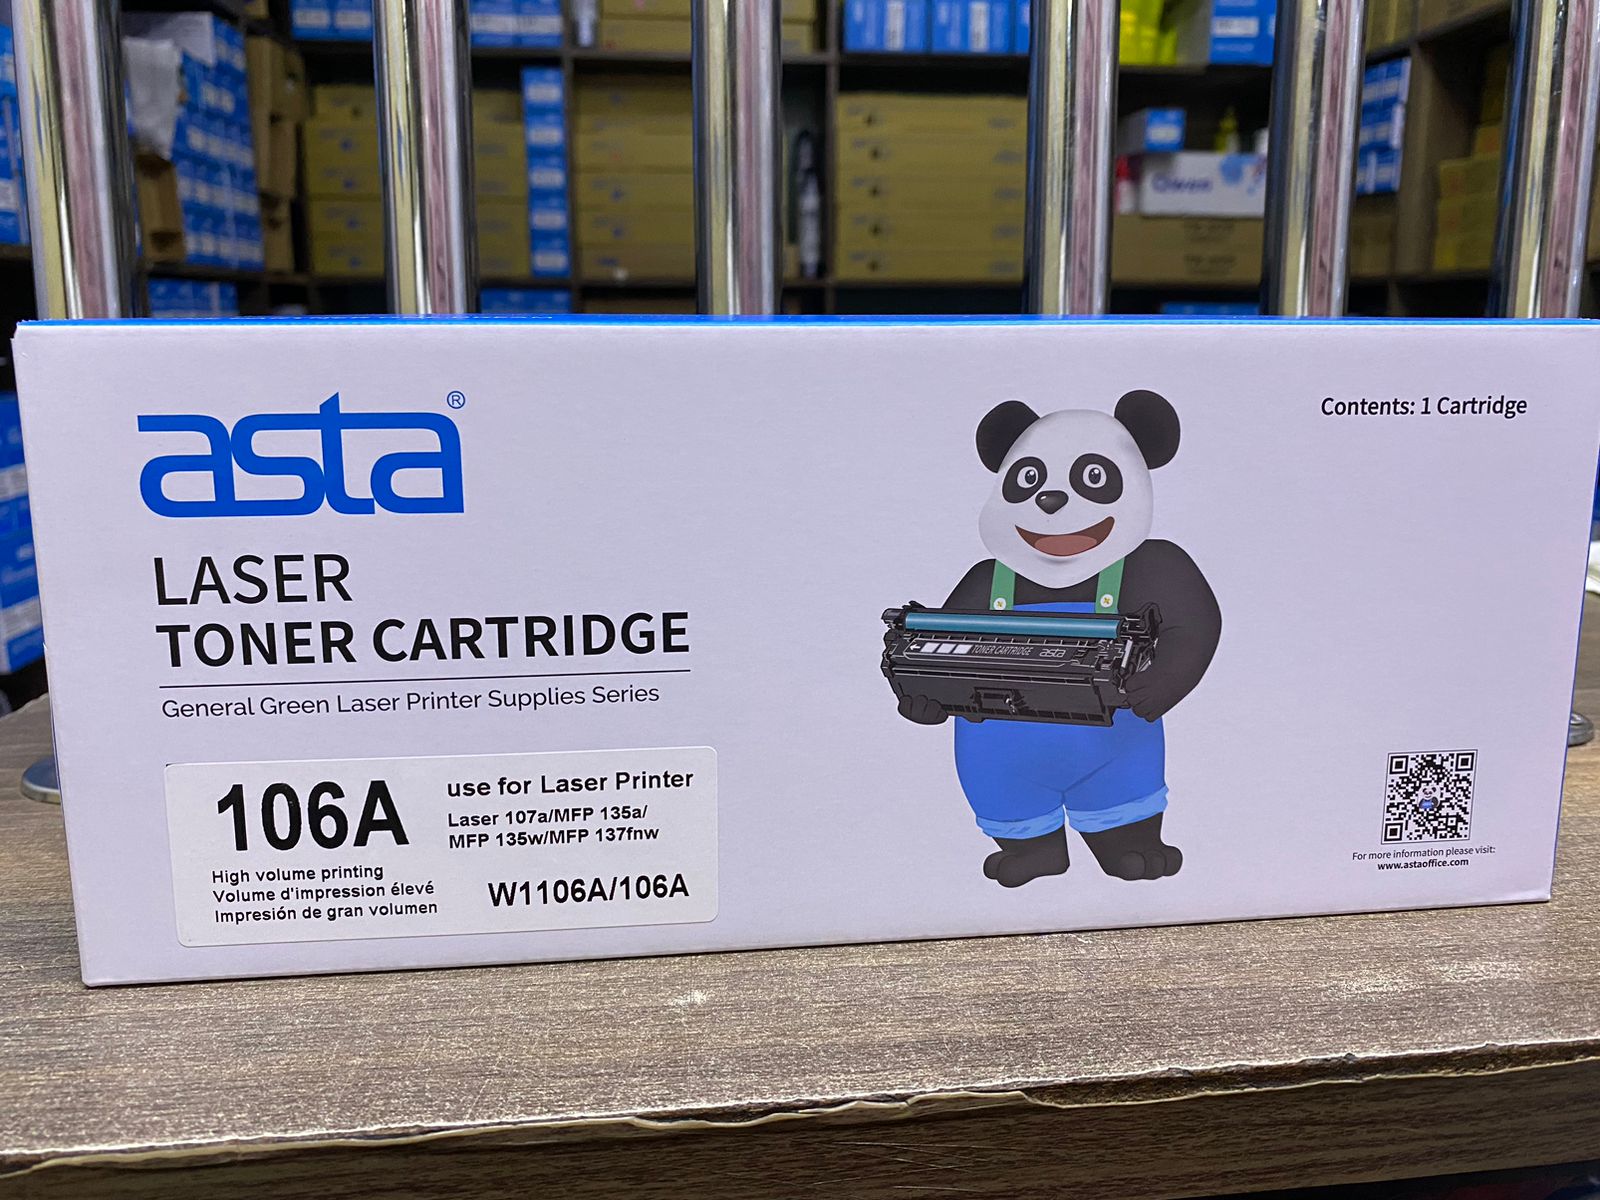 asta®
Contents: 1 Cartridge
LASER
TONER CARTRIDGE
General Green Laser Printer Supplies Series
TONER CARTRIDGE asta
106A
use for Laser Printer
Laser 107a/MFP 135a/
MFP 135w/MFP 137fnw
High volume printing
Volume d'impression élevé
Impresión de gran volumen
W1106A/106A
For more information please visit:
www.astaoffice.com